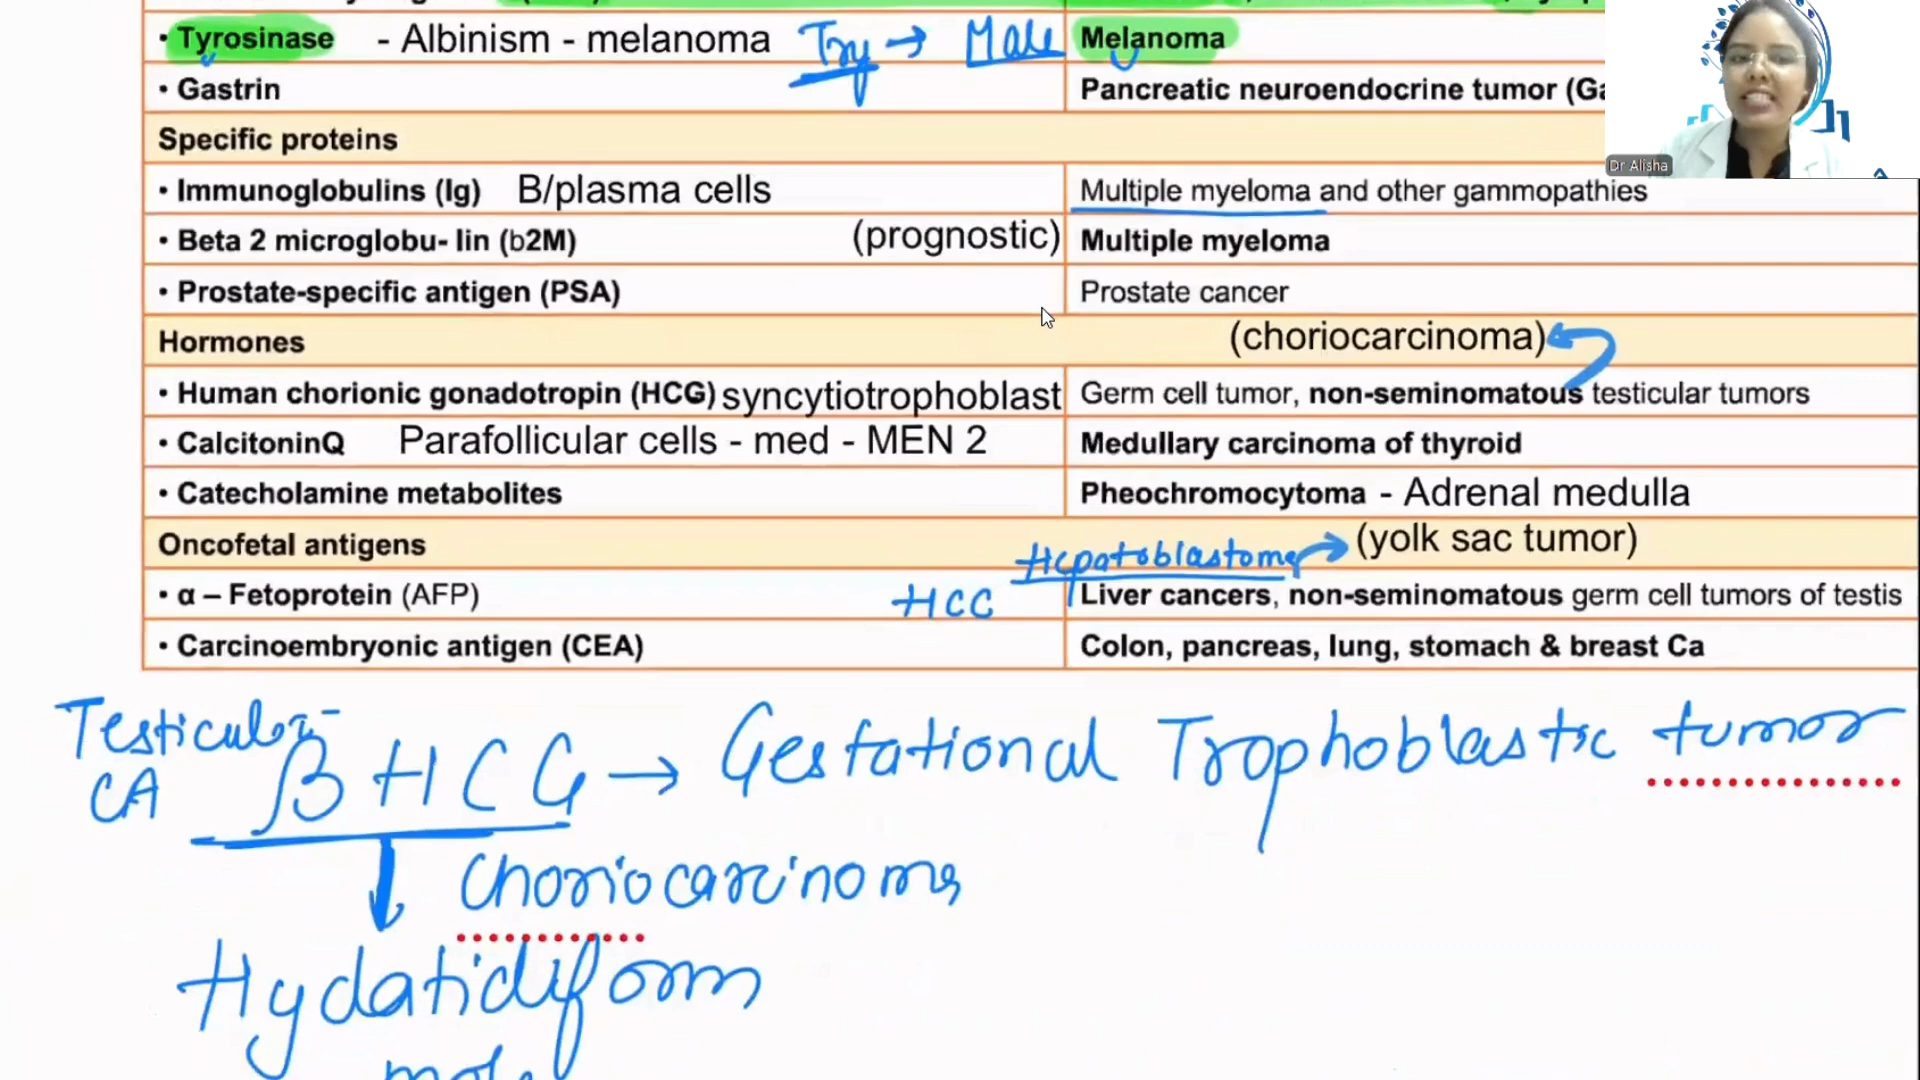 • Tyrosinase - Albinism - melanoma Try → Male Melanoma
• Gastrin Pancreatic neuroendocrine tumor (Ga
Specific proteins
Dr Alisha
• Immunoglobulins (Ig) B/plasma cells Multiple myeloma and other gammopathies
• Beta 2 microglobu- lin (b2M) (prognostic) Multiple myeloma
• Prostate-specific antigen (PSA) Prostate cancer
Hormones (choriocarcinoma)
• Human chorionic gonadotropin (HCG) syncytiotrophoblast Germ cell tumor, non-seminomatous testicular tumors
• CalcitoninQ Parafollicular cells - med - MEN 2 Medullary carcinoma of thyroid
• Catecholamine metabolites Pheochromocytoma - Adrenal medulla
Oncofetal antigens Hepatoblastoma → (yolk sac tumor)
• α – Fetoprotein (AFP) HCC Liver cancers, non-seminomatous germ cell tumors of testis
• Carcinoembryonic antigen (CEA) Colon, pancreas, lung, stomach & breast Ca
Testicular
CA βHCG → Gestational Trophoblastic tumor
Choriocarcinoma
Hydatidiform
mole